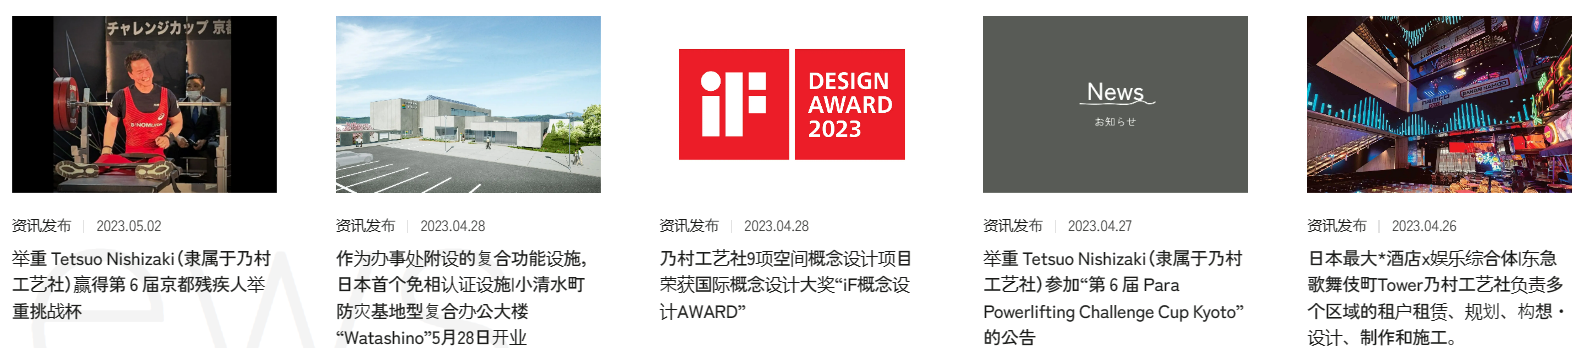 チャレンジカップ 京都
iF
DESIGN
AWARD
2023
News
お知らせ
资讯发布 | 2023.05.02
举重 Tetsuo Nishizaki（隶属于乃村
工艺社）赢得第 6 届京都残疾人举
重挑战杯
资讯发布 | 2023.04.28
作为办事处附设的复合功能设施，
日本首个免相认证设施|小清水町
防灾基地型复合办公大楼
“Watashino”5月28日开业
资讯发布 | 2023.04.28
乃村工艺社9项空间概念设计项目
荣获国际概念设计大奖“iF概念设
计AWARD”
资讯发布 | 2023.04.27
举重 Tetsuo Nishizaki（隶属于乃村
工艺社）参加“第 6 届 Para
Powerlifting Challenge Cup Kyoto”
的公告
资讯发布 | 2023.04.26
日本最大*酒店x娱乐综合体|东急
歌舞伎町Tower乃村工艺社负责多
个区域的租户租赁、规划、构想・
设计、制作和施工。